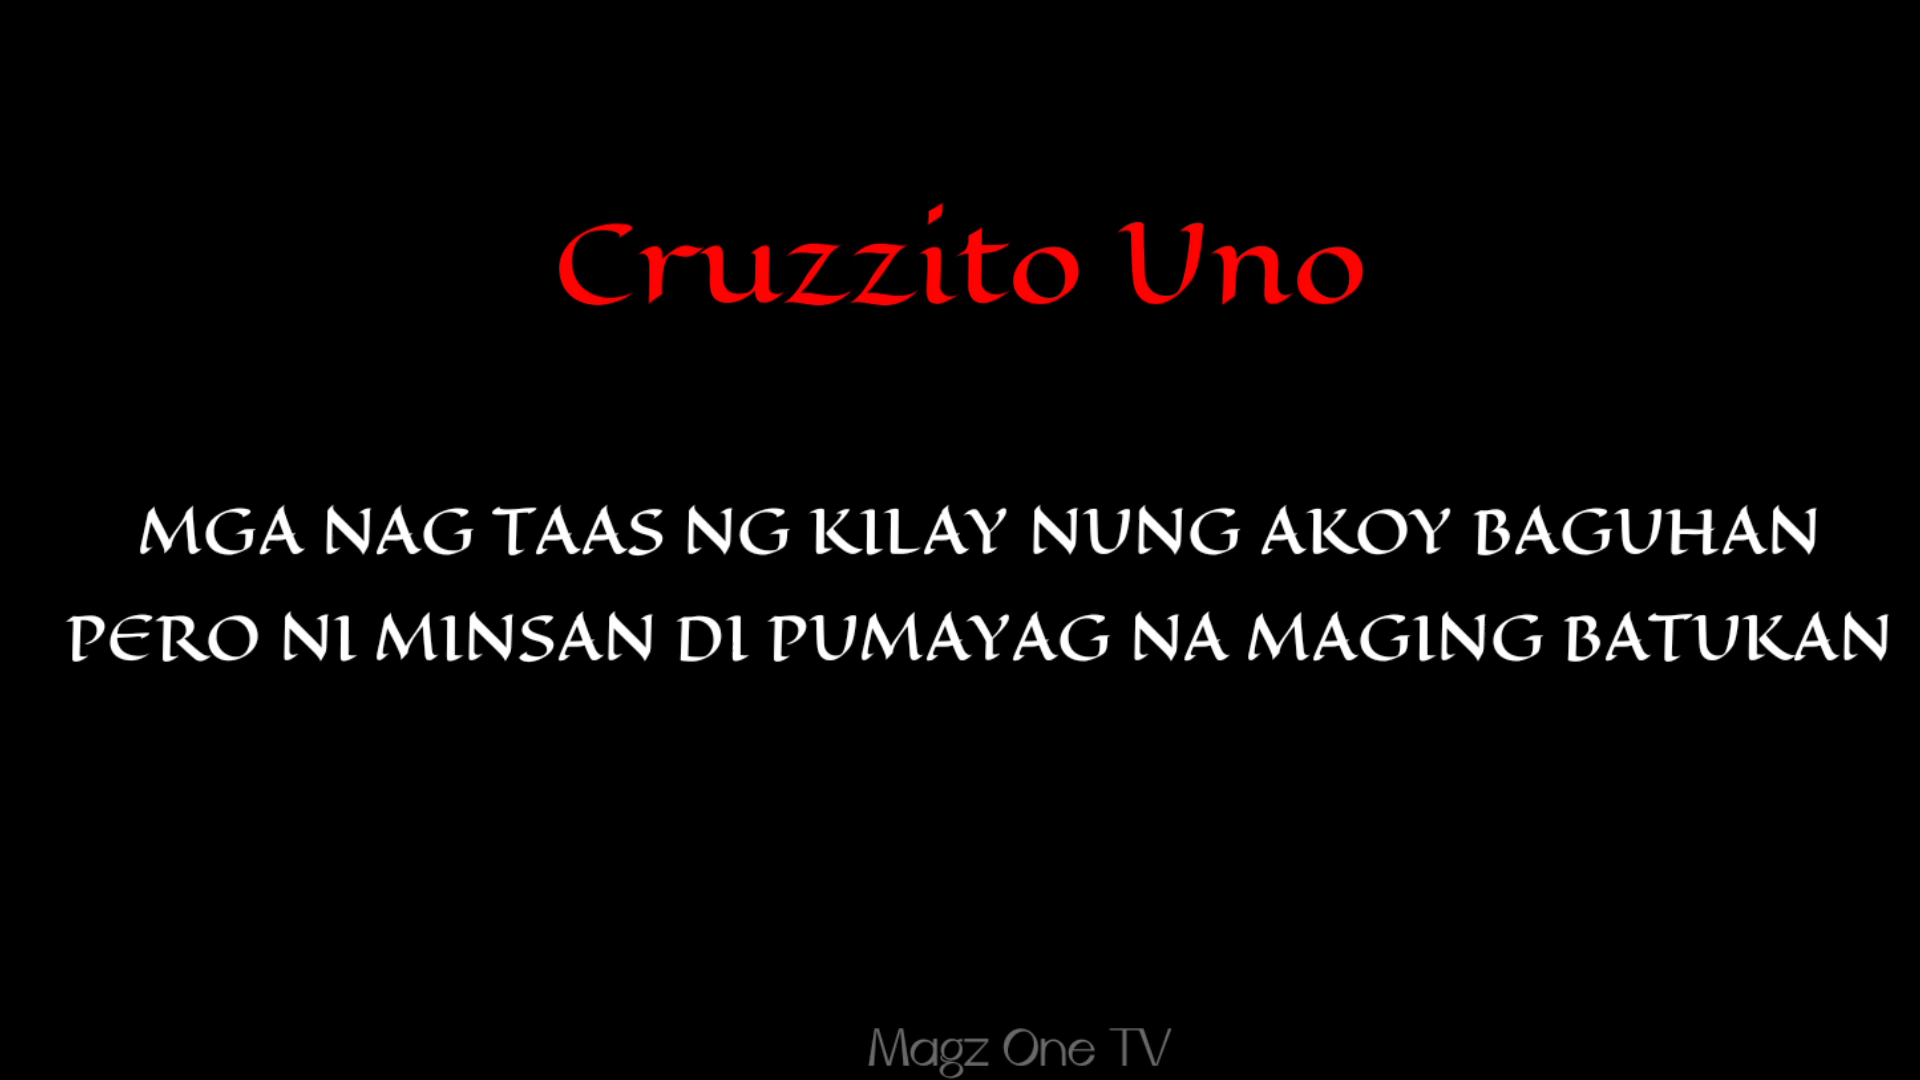 Cruzzito Uno
MGA NAG TAAS NG KILAY NUNG AKOY BAGUHAN
PERO NI MINSAN DI PUMAYAG NA MAGING BATUKAN
Magz One TV